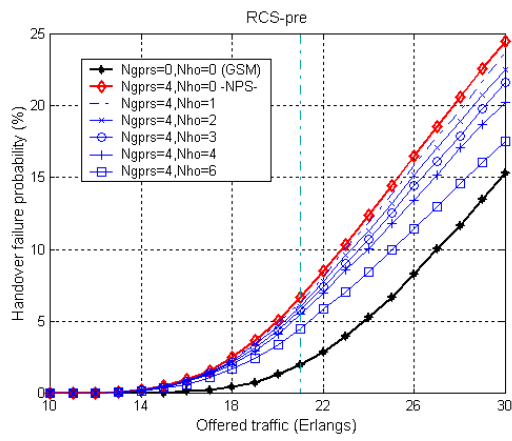 RCS-pre
Handover failure probability (%)
25
20
15
10
5
0
Ngprs=0,Nho=0 (GSM)
Ngprs=4,Nho=0 -NPS-
Ngprs=4,Nho=1
Ngprs=4,Nho=2
Ngprs=4,Nho=3
Ngprs=4,Nho=4
Ngprs=4,Nho=6
10 14 18 22 26 30
Offered traffic (Erlangs)